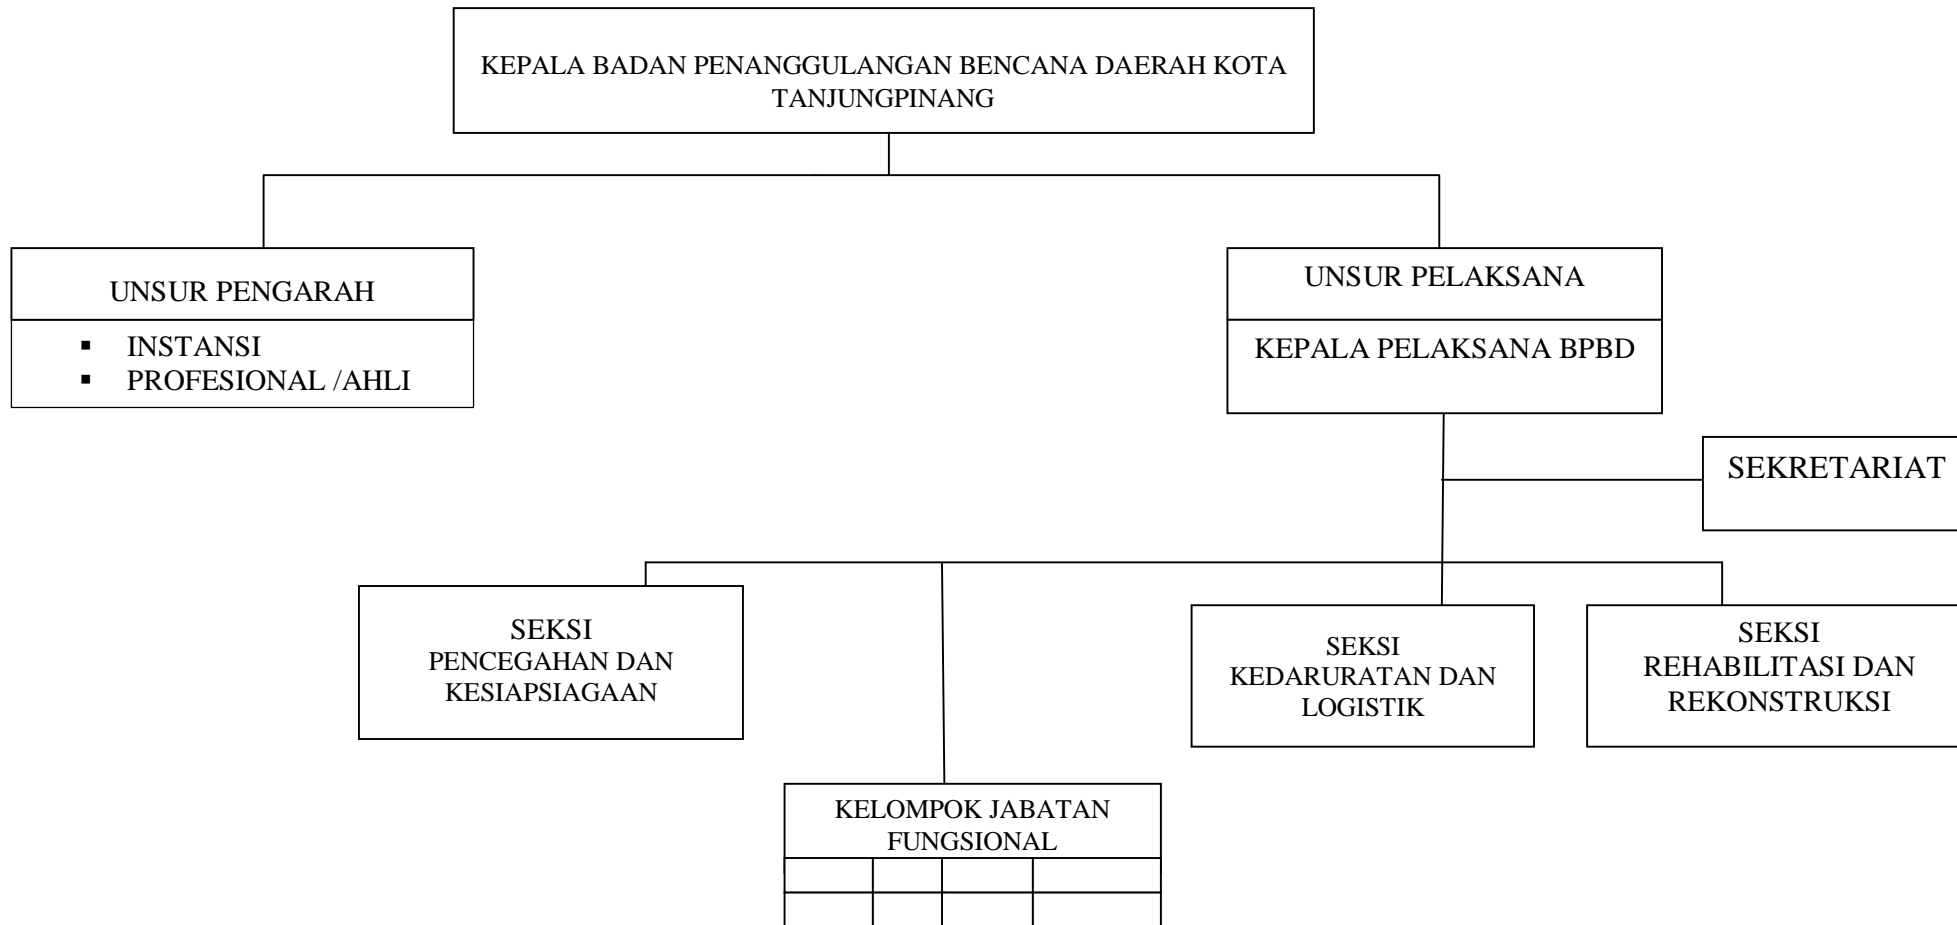 KEPALA BADAN PENANGGULANGAN BENCANA DAERAH KOTA
TANJUNGPINANG
UNSUR PENGARAH
▪ INSTANSI
▪ PROFESIONAL /AHLI
UNSUR PELAKSANA
KEPALA PELAKSANA BPBD
SEKRETARIAT
SEKSI
PENCEGAHAN DAN
KESIAPSIAGAAN
SEKSI
KEDARURATAN DAN
LOGISTIK
SEKSI
REHABILITASI DAN
REKONSTRUKSI
KELOMPOK JABATAN
FUNGSIONAL